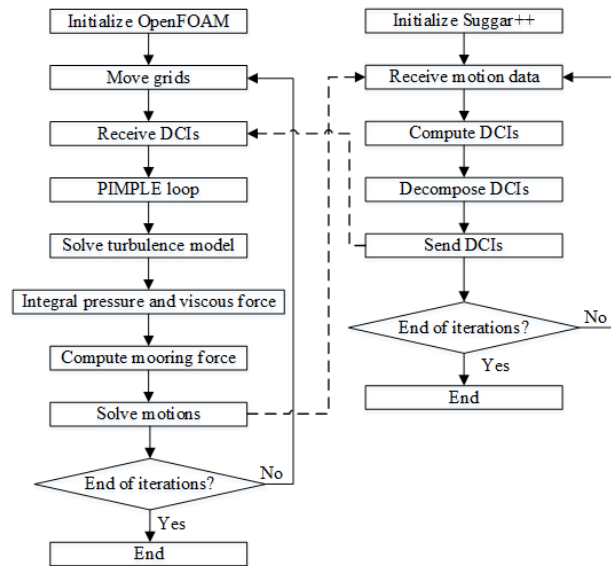 Initialize OpenFOAM
Move grids
Receive DCIs
PIMPLE loop
Solve turbulence model
Integral pressure and viscous force
Compute mooring force
Solve motions
End of iterations?
No
Yes
End
Initialize Suggar++
Receive motion data
Compute DCIs
Decompose DCIs
Send DCIs
End of iterations?
No
Yes
End